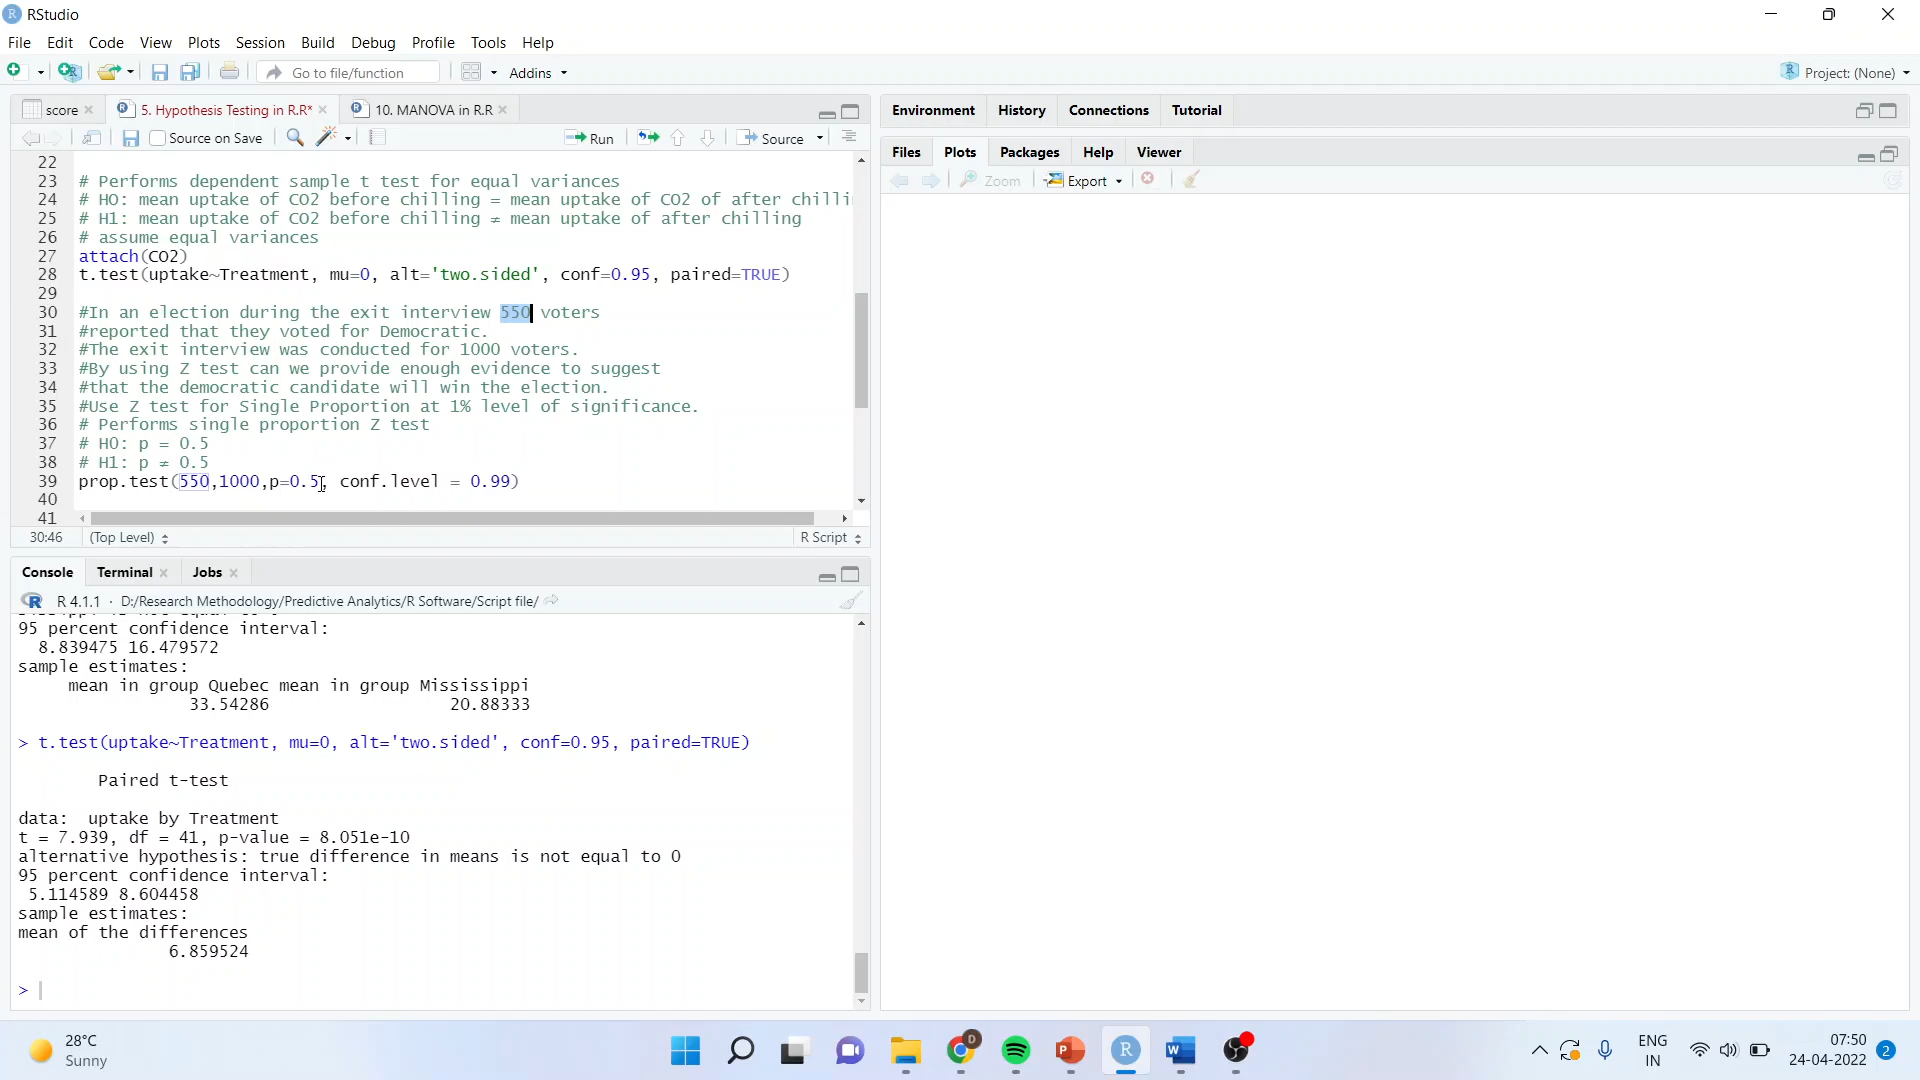 RStudio
File Edit Code View Plots Session Build Debug Profile Tools Help
Go to file/function Addins Project: (None)
score 5. Hypothesis Testing in R.R* 10. MANOVA in R.R
Source on Save Run Source
22
23 # Performs dependent sample t test for equal variances
24 # H0: mean uptake of CO2 before chilling = mean uptake of CO2 of after chilli
25 # H1: mean uptake of CO2 before chilling ≠ mean uptake of after chilling
26 # assume equal variances
27 attach(CO2)
28 t.test(uptake~Treatment, mu=0, alt='two.sided', conf=0.95, paired=TRUE)
29
30 #In an election during the exit interview 550 voters
31 #reported that they voted for Democratic.
32 #The exit interview was conducted for 1000 voters.
33 #By using Z test can we provide enough evidence to suggest
34 #that the democratic candidate will win the election.
35 #Use Z test for Single Proportion at 1% level of significance.
36 # Performs single proportion Z test
37 # H0: p = 0.5
38 # H1: p ≠ 0.5
39 prop.test(550,1000,p=0.5, conf.level = 0.99)
40
41
30:46 (Top Level) R Script
Console Terminal Jobs
R 4.1.1 · D:/Research Methodology/Predictive Analytics/R Software/Script file/
95 percent confidence interval:
8.839475 16.479572
sample estimates:
mean in group Quebec mean in group Mississippi
33.54286 20.88333
> t.test(uptake~Treatment, mu=0, alt='two.sided', conf=0.95, paired=TRUE)
Paired t-test
data: uptake by Treatment
t = 7.939, df = 41, p-value = 8.051e-10
alternative hypothesis: true difference in means is not equal to 0
95 percent confidence interval:
5.114589 8.604458
sample estimates:
mean of the differences
6.859524
>
Environment History Connections Tutorial
Files Plots Packages Help Viewer
Zoom Export
28°C
Sunny
D
ENG
IN
07:50
24-04-2022
2